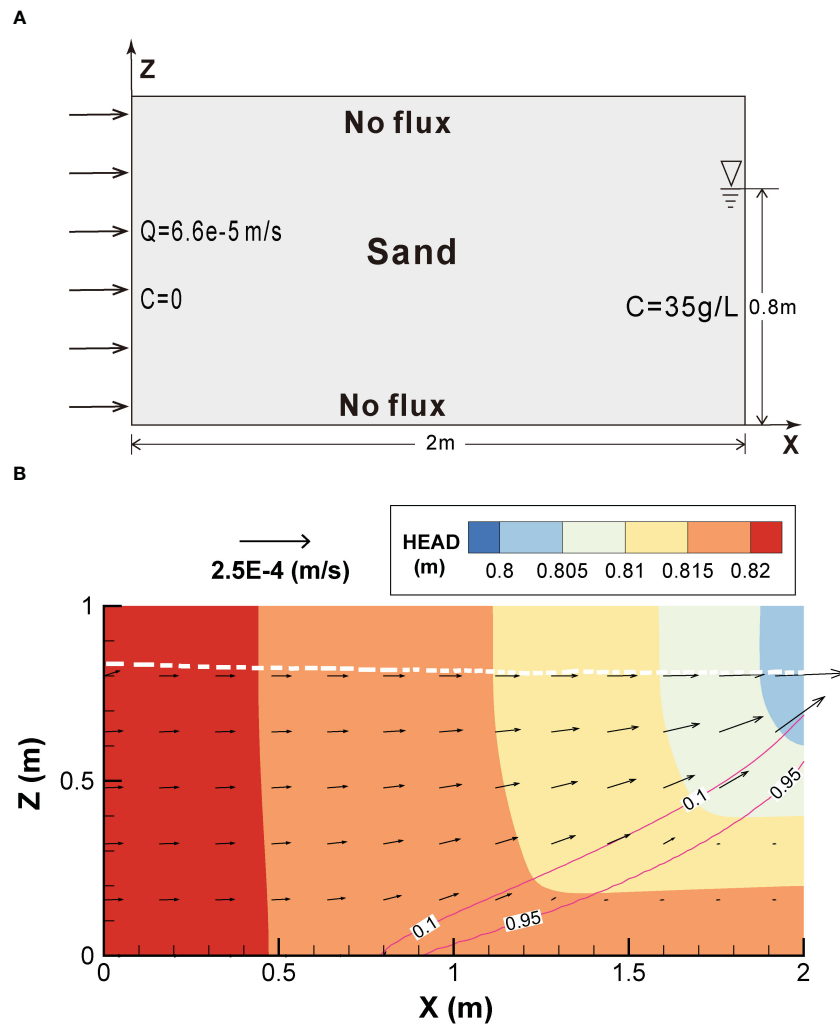 A
Z
No flux
Q=6.6e-5 m/s
Sand
C=0
C=35g/L
0.8m
No flux
2m
X
B
2.5E-4 (m/s)
HEAD
(m)
0.8 0.805 0.81 0.815 0.82
1
0.5
0
Z (m)
0.1
0.95
0.1
0.95
0 0.5 1 1.5 2
X (m)